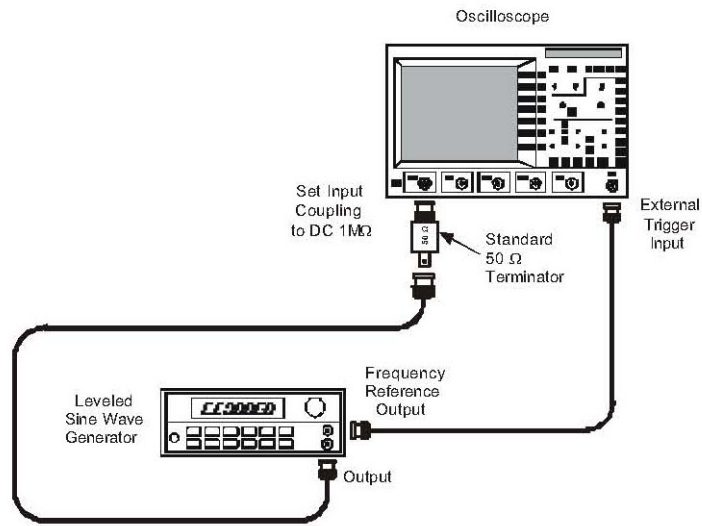 Oscilloscope
Set Input
Coupling
to DC 1MΩ
50 Ω
Standard
50 Ω
Terminator
External
Trigger
Input
Leveled
Sine Wave
Generator
Frequency
Reference
Output
Output